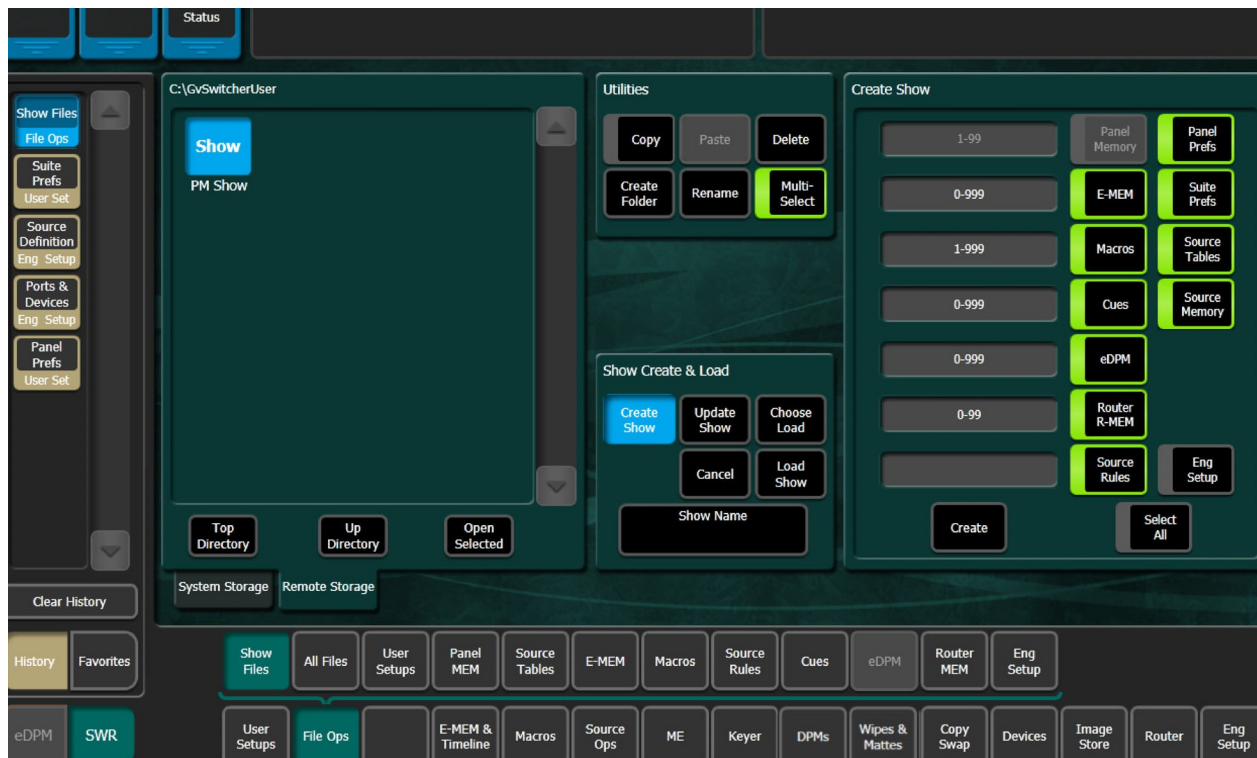 Status
Show Files
File Ops
Suite
Prefs
User Set
Source
Definition
Eng Setup
Ports &
Devices
Eng Setup
Panel
Prefs
User Set
Clear History
History
Favorites
eDPM
SWR
C:\GvSwitcherUser
Show
PM Show
Top
Directory
Up
Directory
Open
Selected
System Storage
Remote Storage
Utilities
Copy
Paste
Delete
Create
Folder
Rename
Multi-
Select
Show Create & Load
Create
Show
Update
Show
Choose
Load
Cancel
Load
Show
Show Name
Create Show
1-99
Panel
Memory
Panel
Prefs
0-999
E-MEM
Suite
Prefs
1-999
Macros
Source
Tables
0-999
Cues
Source
Memory
0-999
eDPM
0-99
Router
R-MEM
Source
Rules
Eng
Setup
Create
Select
All
Show
Files
All Files
User
Setups
Panel
MEM
Source
Tables
E-MEM
Macros
Source
Rules
Cues
eDPM
Router
MEM
Eng
Setup
User
Setups
File Ops
E-MEM &
Timeline
Macros
Source
Ops
ME
Keyer
DPMs
Wipes &
Mattes
Copy
Swap
Devices
Image
Store
Router
Eng
Setup